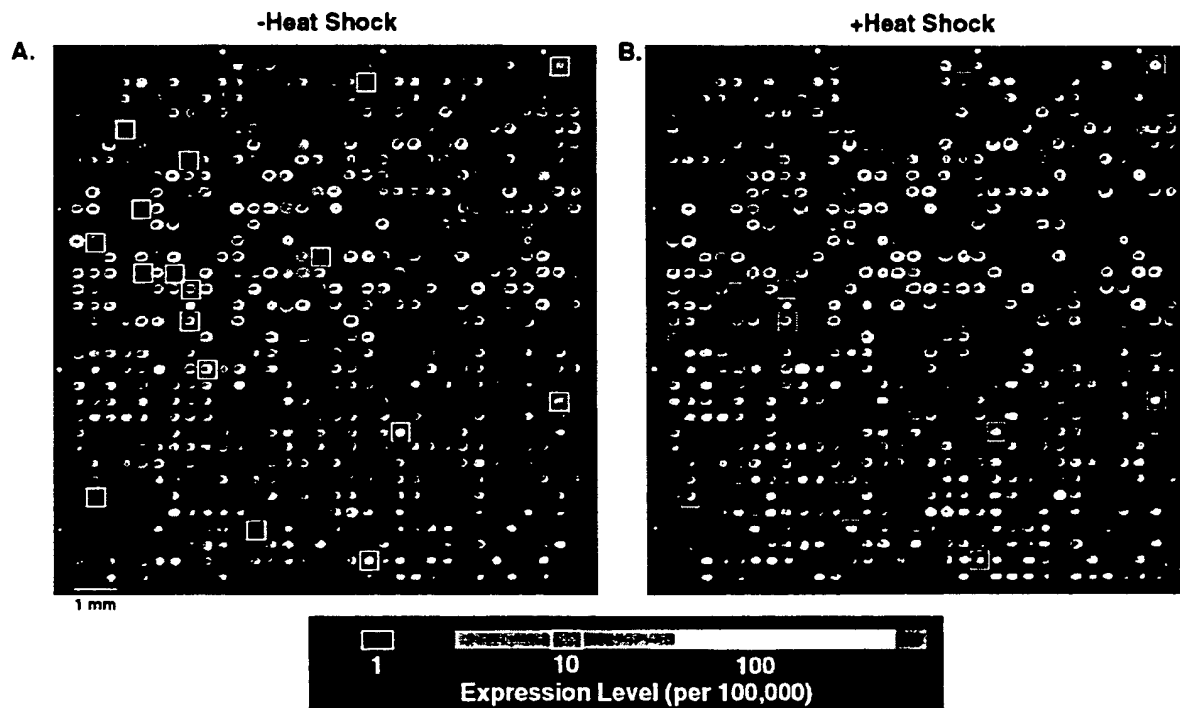 -Heat Shock
+Heat Shock
A.
B.
1 mm
1 10 100
Expression Level (per 100,000)